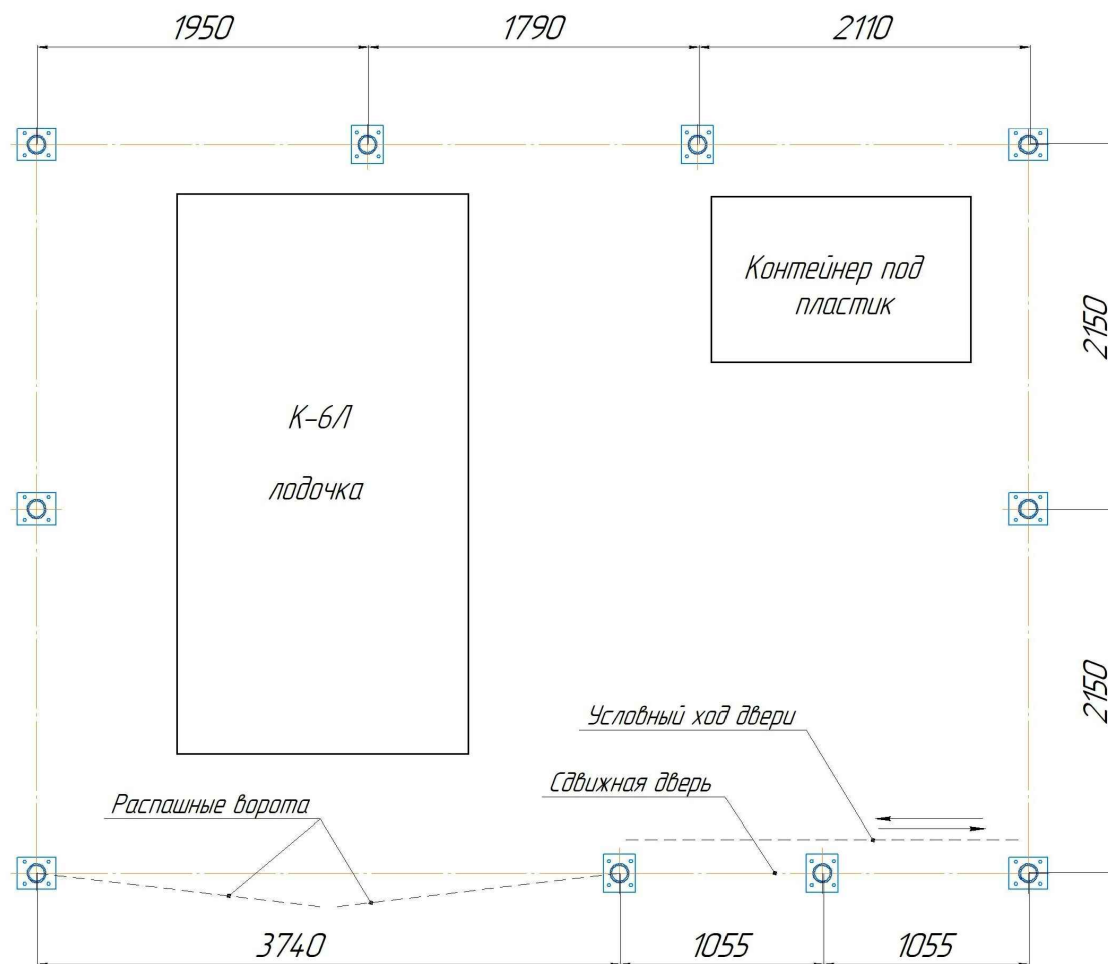 1950
1790
2110
Контейнер под
пластик
2150
К-6Л
лодочка
2150
Условный ход двери
Сдвижная дверь
Распашные ворота
3740
1055
1055